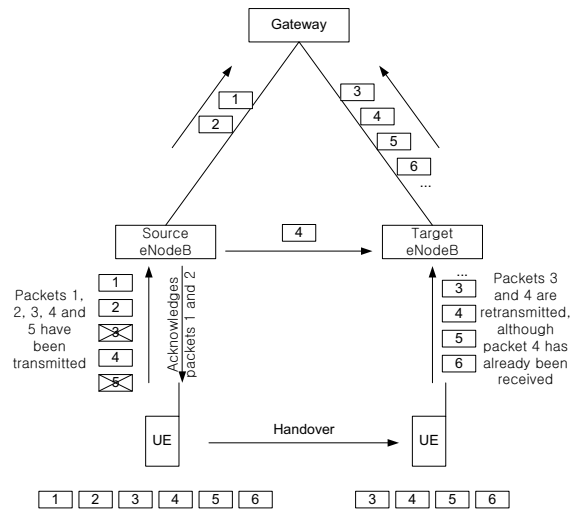 Gateway
1
2
3
4
5
6
...
Source
eNodeB
4
Target
eNodeB
Packets 1,
2, 3, 4 and
5 have
been
transmitted
1
2
3
4
5
Acknowledges
packets 1 and 2
...
3
4
5
6
Packets 3
and 4 are
retransmitted,
although
packet 4 has
already been
received
UE
Handover
UE
1 2 3 4 5 6
3 4 5 6